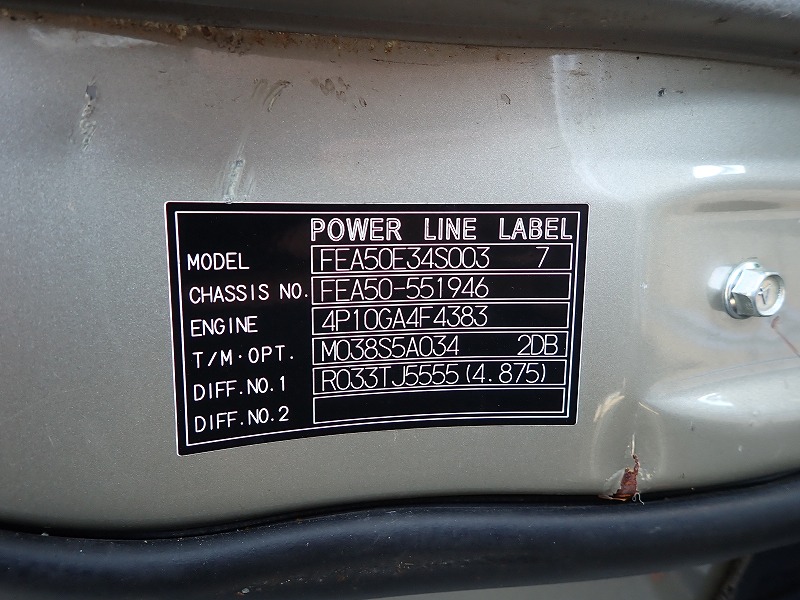 POWER LINE LABEL
MODEL FEA50E34S003 7
CHASSIS NO. FEA50-551946
ENGINE 4P10GA4F4383
T/M·OPT. M038S5A034 2DB
DIFF.NO.1 R033TJ5555(4.875)
DIFF.NO.2